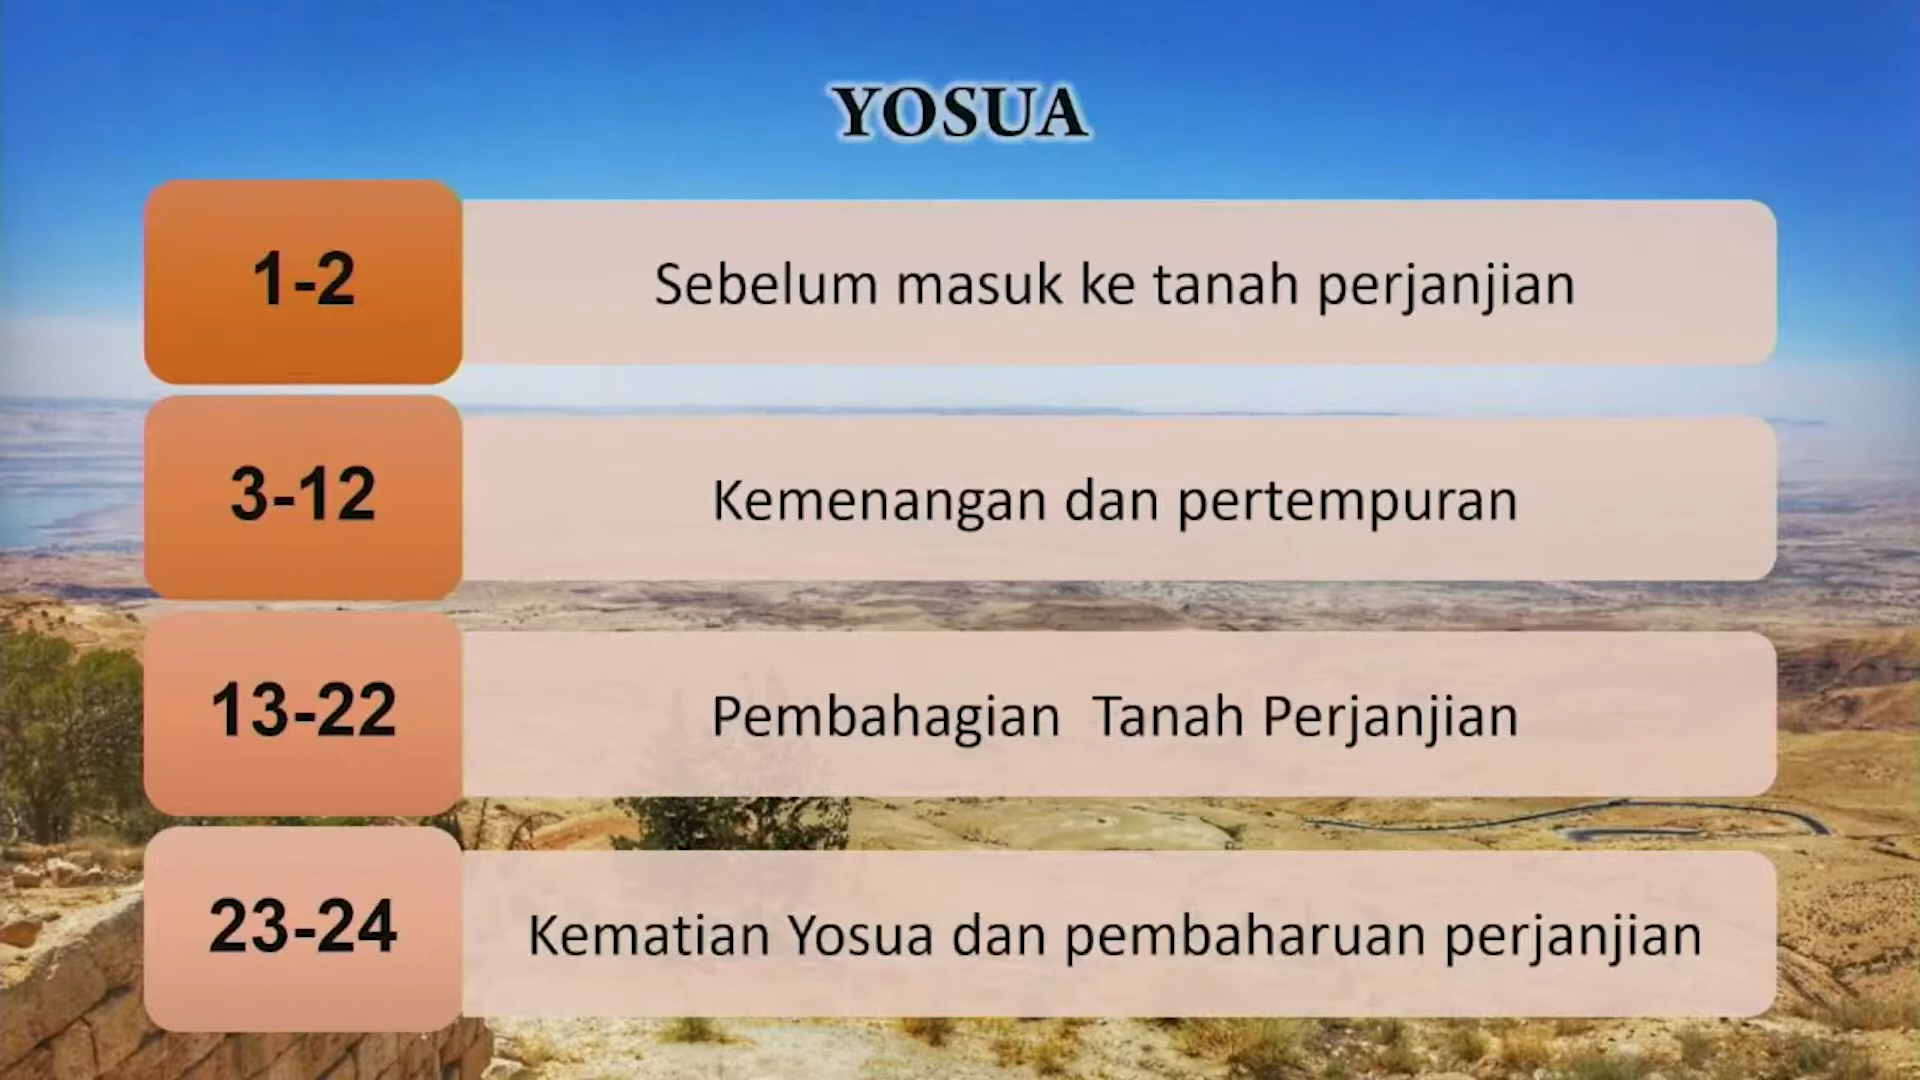 YOSUA
1-2
Sebelum masuk ke tanah perjanjian
3-12
Kemenangan dan pertempuran
13-22
Pembahagian Tanah Perjanjian
23-24
Kematian Yosua dan pembaharuan perjanjian